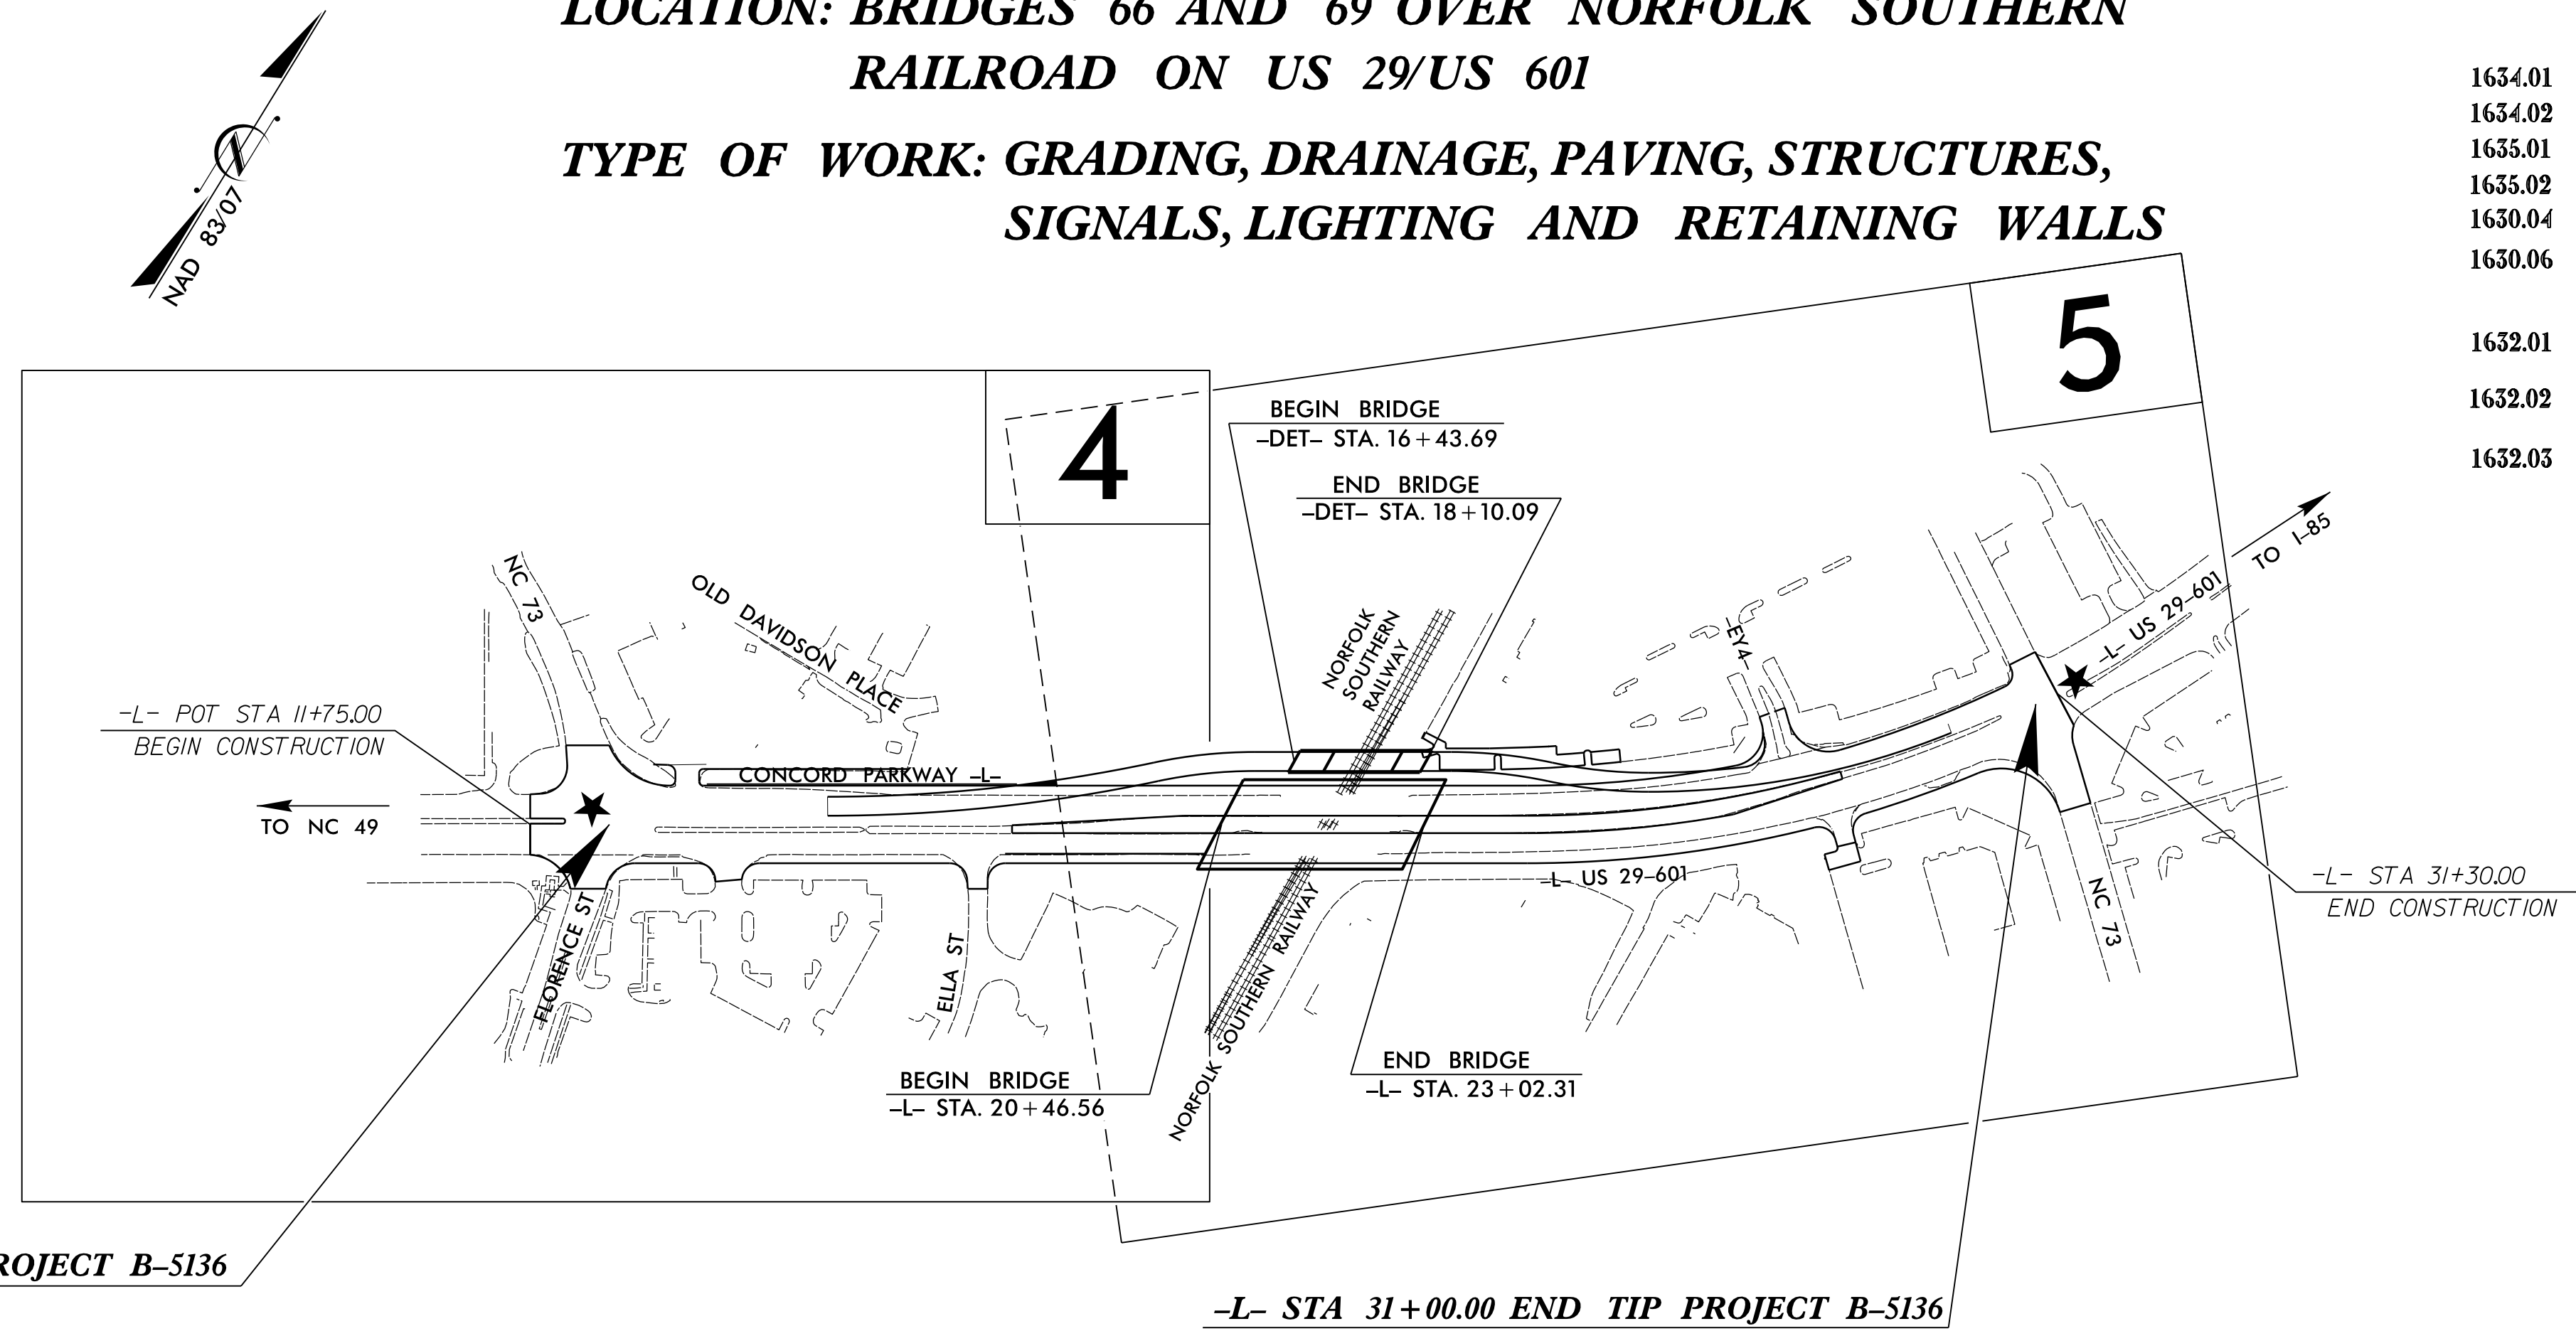 LOCATION: BRIDGES 66 AND 69 OVER NORFOLK SOUTHERN
RAILROAD ON US 29/US 601
TYPE OF WORK: GRADING, DRAINAGE, PAVING, STRUCTURES,
SIGNALS, LIGHTING AND RETAINING WALLS
1634.01
1634.02
1635.01
1635.02
1630.04
1630.06
1632.01
1632.02
1632.03
N
NAD 83/07
4
5
BEGIN BRIDGE
-DET- STA. 16+43.69
END BRIDGE
-DET- STA. 18+10.09
NC 73
OLD DAVIDSON PLACE
NORFOLK
SOUTHERN
RAILWAY
-EY4-
TO I-85
-L- US 29-601
-L- POT STA 11+75.00
BEGIN CONSTRUCTION
CONCORD PARKWAY -L-
TO NC 49
-L- US 29-601
-L- STA 31+30.00
END CONSTRUCTION
NC 73
FLORENCE ST
ELLA ST
NORFOLK SOUTHERN RAILWAY
BEGIN BRIDGE
-L- STA. 20+46.56
END BRIDGE
-L- STA. 23+02.31
ROJECT B-5136
-L- STA 31+00.00 END TIP PROJECT B-5136